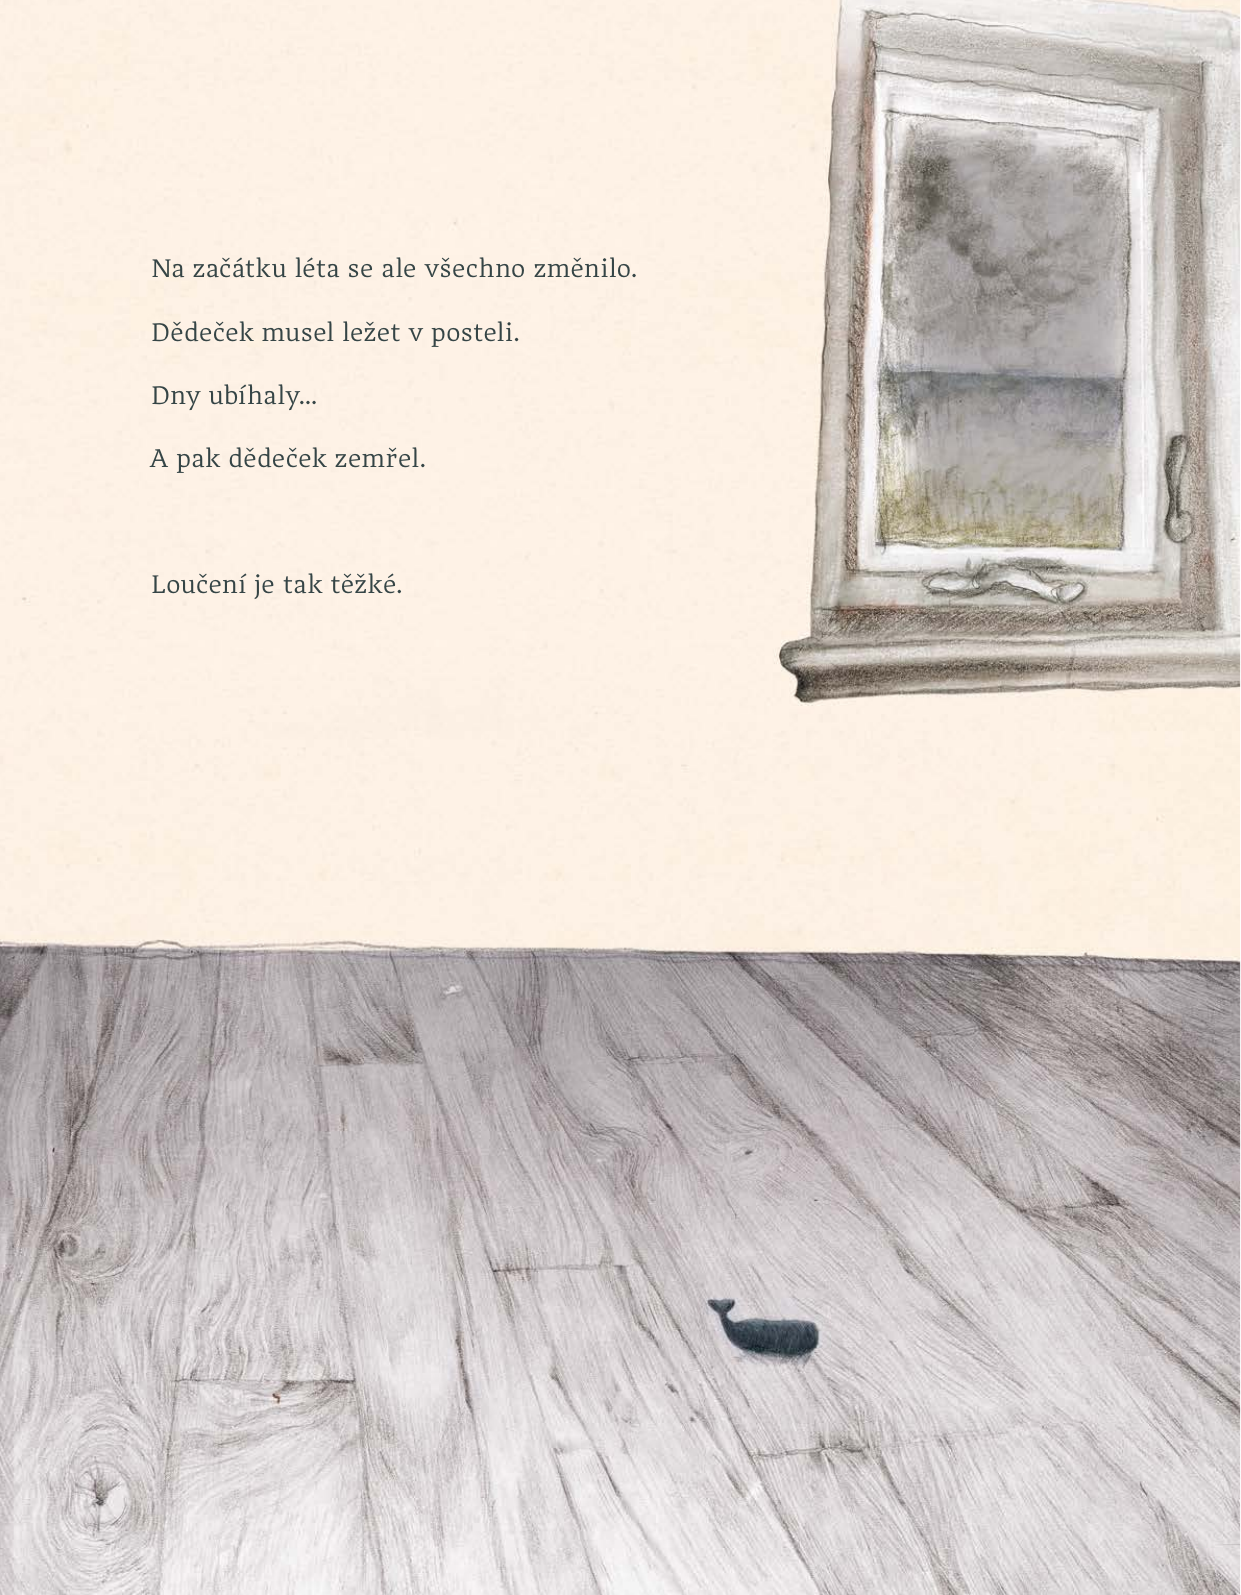 Na začátku léta se ale všechno změnilo.
Dědeček musel ležet v posteli.
Dny ubíhaly...
A pak dědeček zemřel.
Loučení je tak těžké.